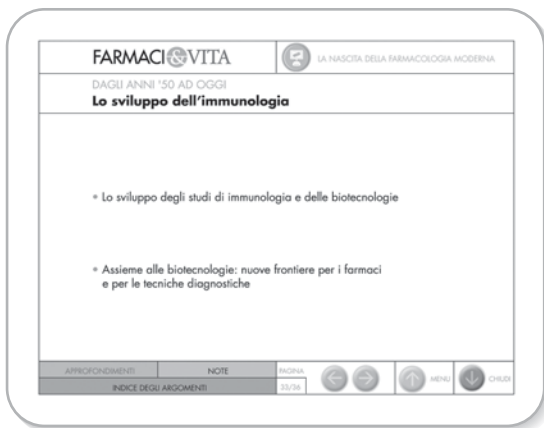 FARMACI&VITA
LA NASCITA DELLA FARMACOLOGIA MODERNA
DAGLI ANNI '50 AD OGGI
Lo sviluppo dell'immunologia
• Lo sviluppo degli studi di immunologia e delle biotecnologie
• Assieme alle biotecnologie: nuove frontiere per i farmaci
e per le tecniche diagnostiche
APPROFONDIMENTI
NOTE
PAGINA
MENU
CHIUDI
INDICE DEGLI ARGOMENTI
33/36